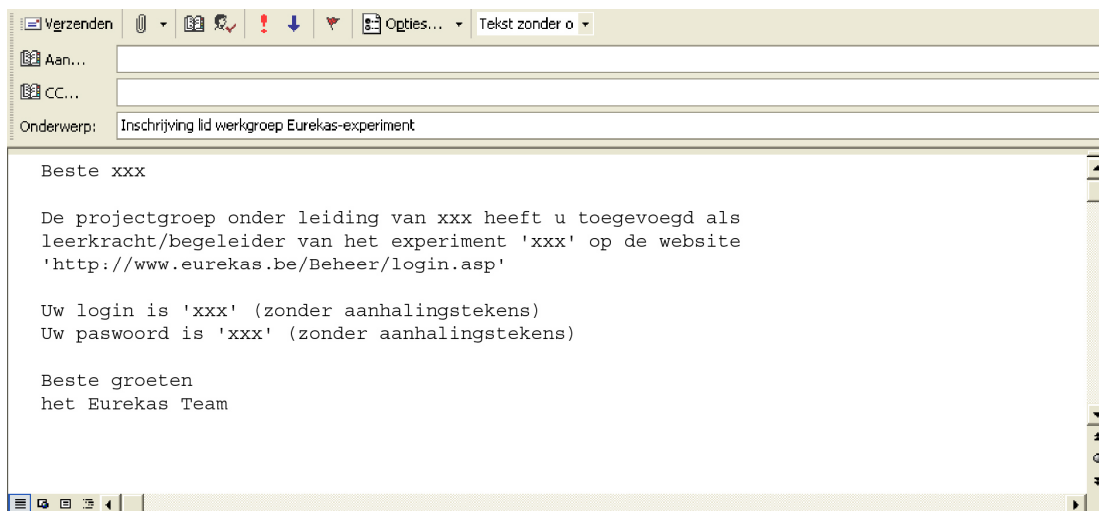 Verzenden Opties... Tekst zonder o
Aan...
CC...
Onderwerp: Inschrijving lid werkgroep Eurekas-experiment
Beste xxx
De projectgroep onder leiding van xxx heeft u toegevoegd als
leerkracht/begeleider van het experiment 'xxx' op de website
'http://www.eurekas.be/Beheer/login.asp'
Uw login is 'xxx' (zonder aanhalingstekens)
Uw paswoord is 'xxx' (zonder aanhalingstekens)
Beste groeten
het Eurekas Team